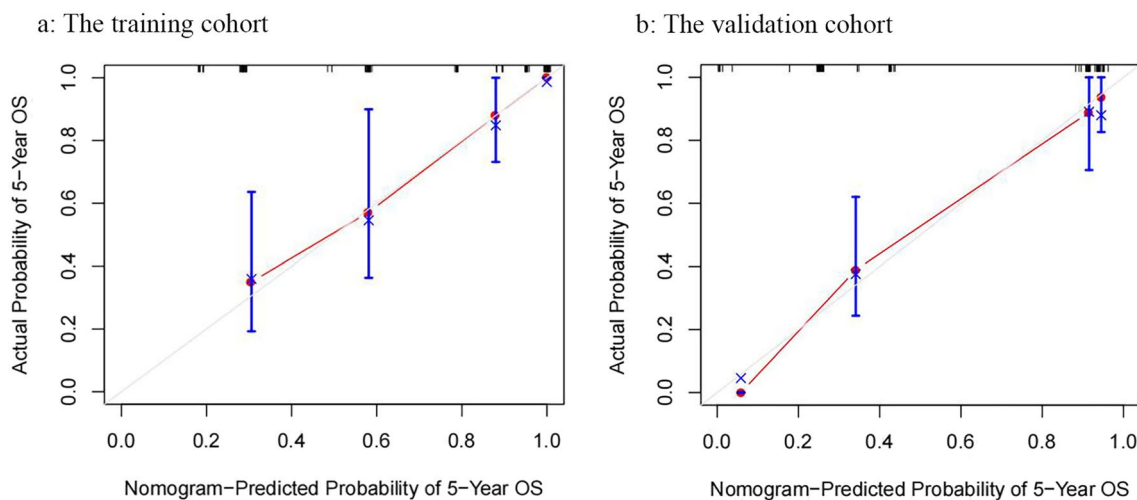 a: The training cohort
Actual Probability of 5-Year OS
1.0
0.8
0.6
0.4
0.2
0.0
0.0 0.2 0.4 0.6 0.8 1.0
Nomogram-Predicted Probability of 5-Year OS
b: The validation cohort
Actual Probability of 5-Year OS
1.0
0.8
0.6
0.4
0.2
0.0
0.0 0.2 0.4 0.6 0.8 1.0
Nomogram-Predicted Probability of 5-Year OS